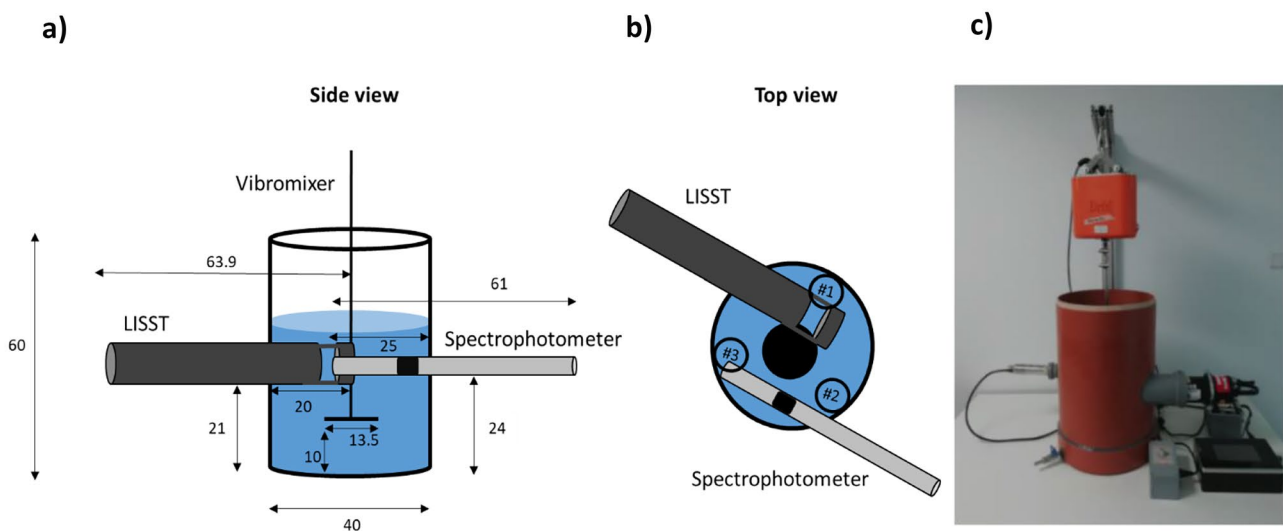 a)
b)
c)
Side view
Top view
Vibromixer
LISST
63.9
61
#1
LISST
Spectrophotometer
25
60
#3
20
#2
21
13.5
24
10
Spectrophotometer
40